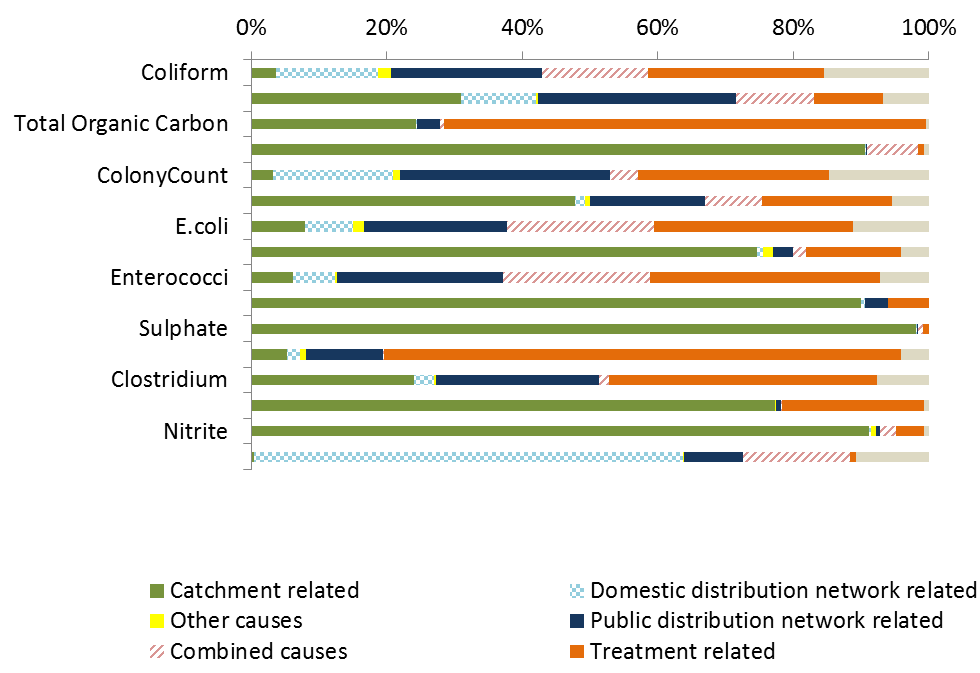 0% 20% 40% 60% 80% 100%
Coliform
Total Organic Carbon
ColonyCount
E.coli
Enterococci
Sulphate
Clostridium
Nitrite
Catchment related Domestic distribution network related
Other causes Public distribution network related
Combined causes Treatment related